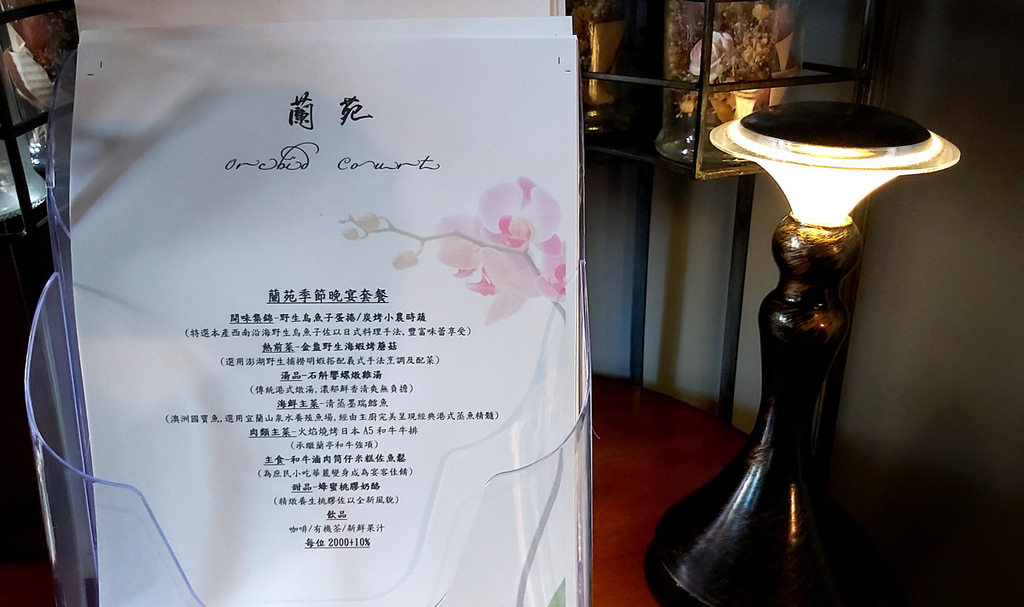 蘭苑
Orchid Court
蘭苑季節晚宴套餐
開味集錦-野生烏魚子蛋捲/炭烤小農時蔬
(特選本產西南沿海野生烏魚子佐以日式料理手法,豐富味蕾享受)
熱前菜-金盞野生海蝦烤蘑菇
(選用澎湖野生捕撈明蝦搭配義式手法烹調及配菜)
湯品-石斛響螺燉雞湯
(傳統港式燉湯,濃郁鮮香清爽無負擔)
海鮮主菜-清蒸墨瑞鱈魚
(澳洲國寶魚,選用宜蘭山泉水養殖魚場,經由主廚完美呈現經典港式蒸魚精髓)
肉類主菜-火焰燒烤日本A5和牛牛排
(承繼蘭亭和牛強項)
主食-和牛滷肉筒仔米糕佐魚鬆
(為庶民小吃華麗變身成為宴客佳餚)
甜品-蜂蜜桃膠奶酪
(精燉養生桃膠佐以全新風貌)
飲品
咖啡/有機茶/新鮮果汁
每位 2000+10%